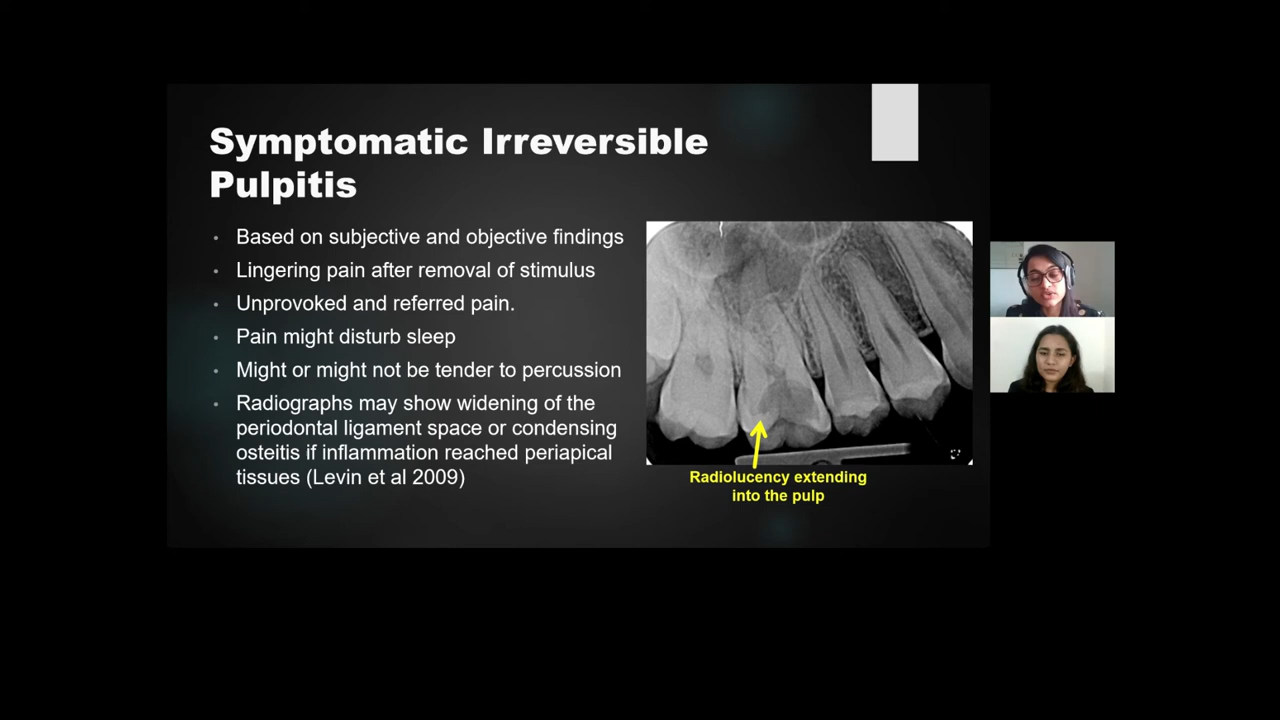 Symptomatic Irreversible
Pulpitis
• Based on subjective and objective findings
• Lingering pain after removal of stimulus
• Unprovoked and referred pain.
• Pain might disturb sleep
• Might or might not be tender to percussion
• Radiographs may show widening of the
periodontal ligament space or condensing
osteitis if inflammation reached periapical
tissues (Levin et al 2009)
Radiolucency extending
into the pulp